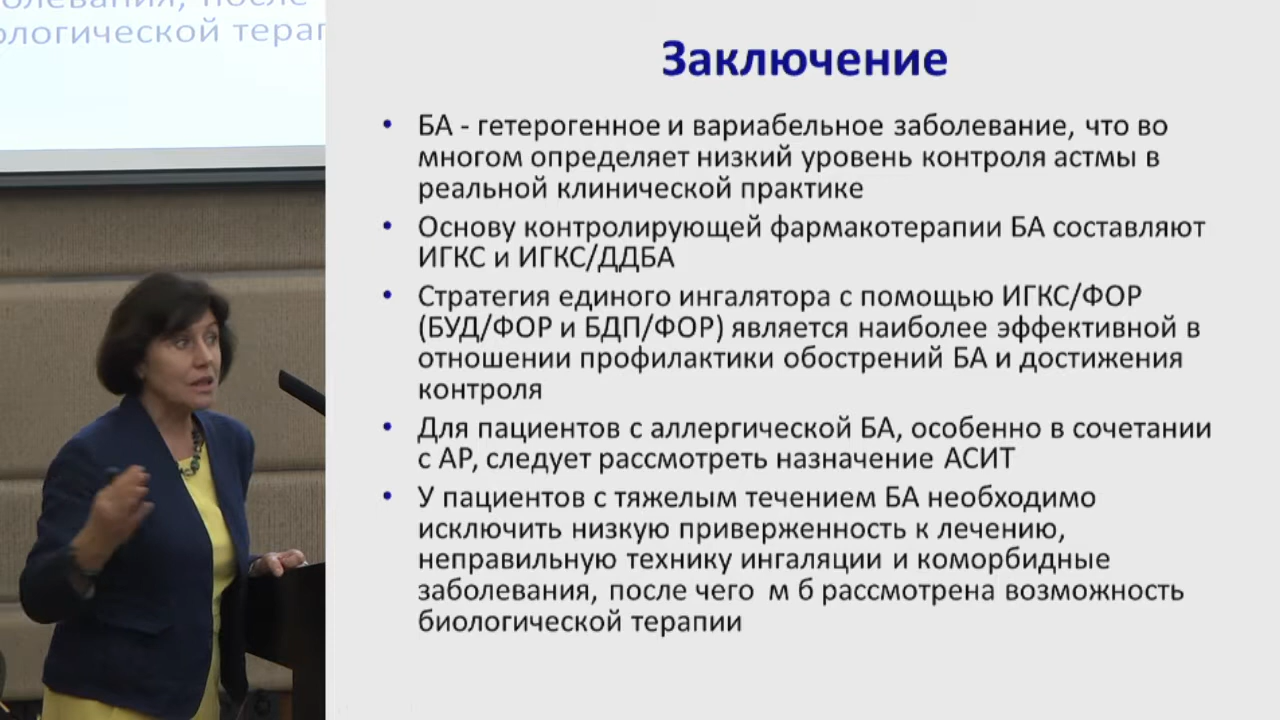 ологической терап
Заключение
• БА - гетерогенное и вариабельное заболевание, что во
многом определяет низкий уровень контроля астмы в
реальной клинической практике
• Основу контролирующей фармакотерапии БА составляют
ИГКС и ИГКС/ДДБА
• Стратегия единого ингалятора с помощью ИГКС/ФОР
(БУД/ФОР и БДП/ФОР) является наиболее эффективной в
отношении профилактики обострений БА и достижения
контроля
• Для пациентов с аллергической БА, особенно в сочетании
с АР, следует рассмотреть назначение АСИТ
• У пациентов с тяжелым течением БА необходимо
исключить низкую приверженность к лечению,
неправильную технику ингаляции и коморбидные
заболевания, после чего м б рассмотрена возможность
биологической терапии